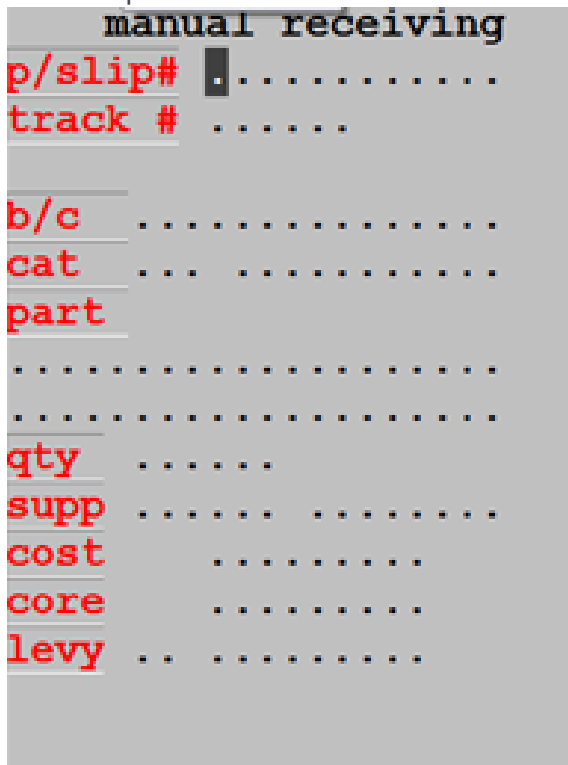 manual receiving
p/slip# ............
track # ......
b/c ...............
cat ... ...........
part
....................
....................
qty ......
supp ...... ........
cost .........
core .........
levy .. .........